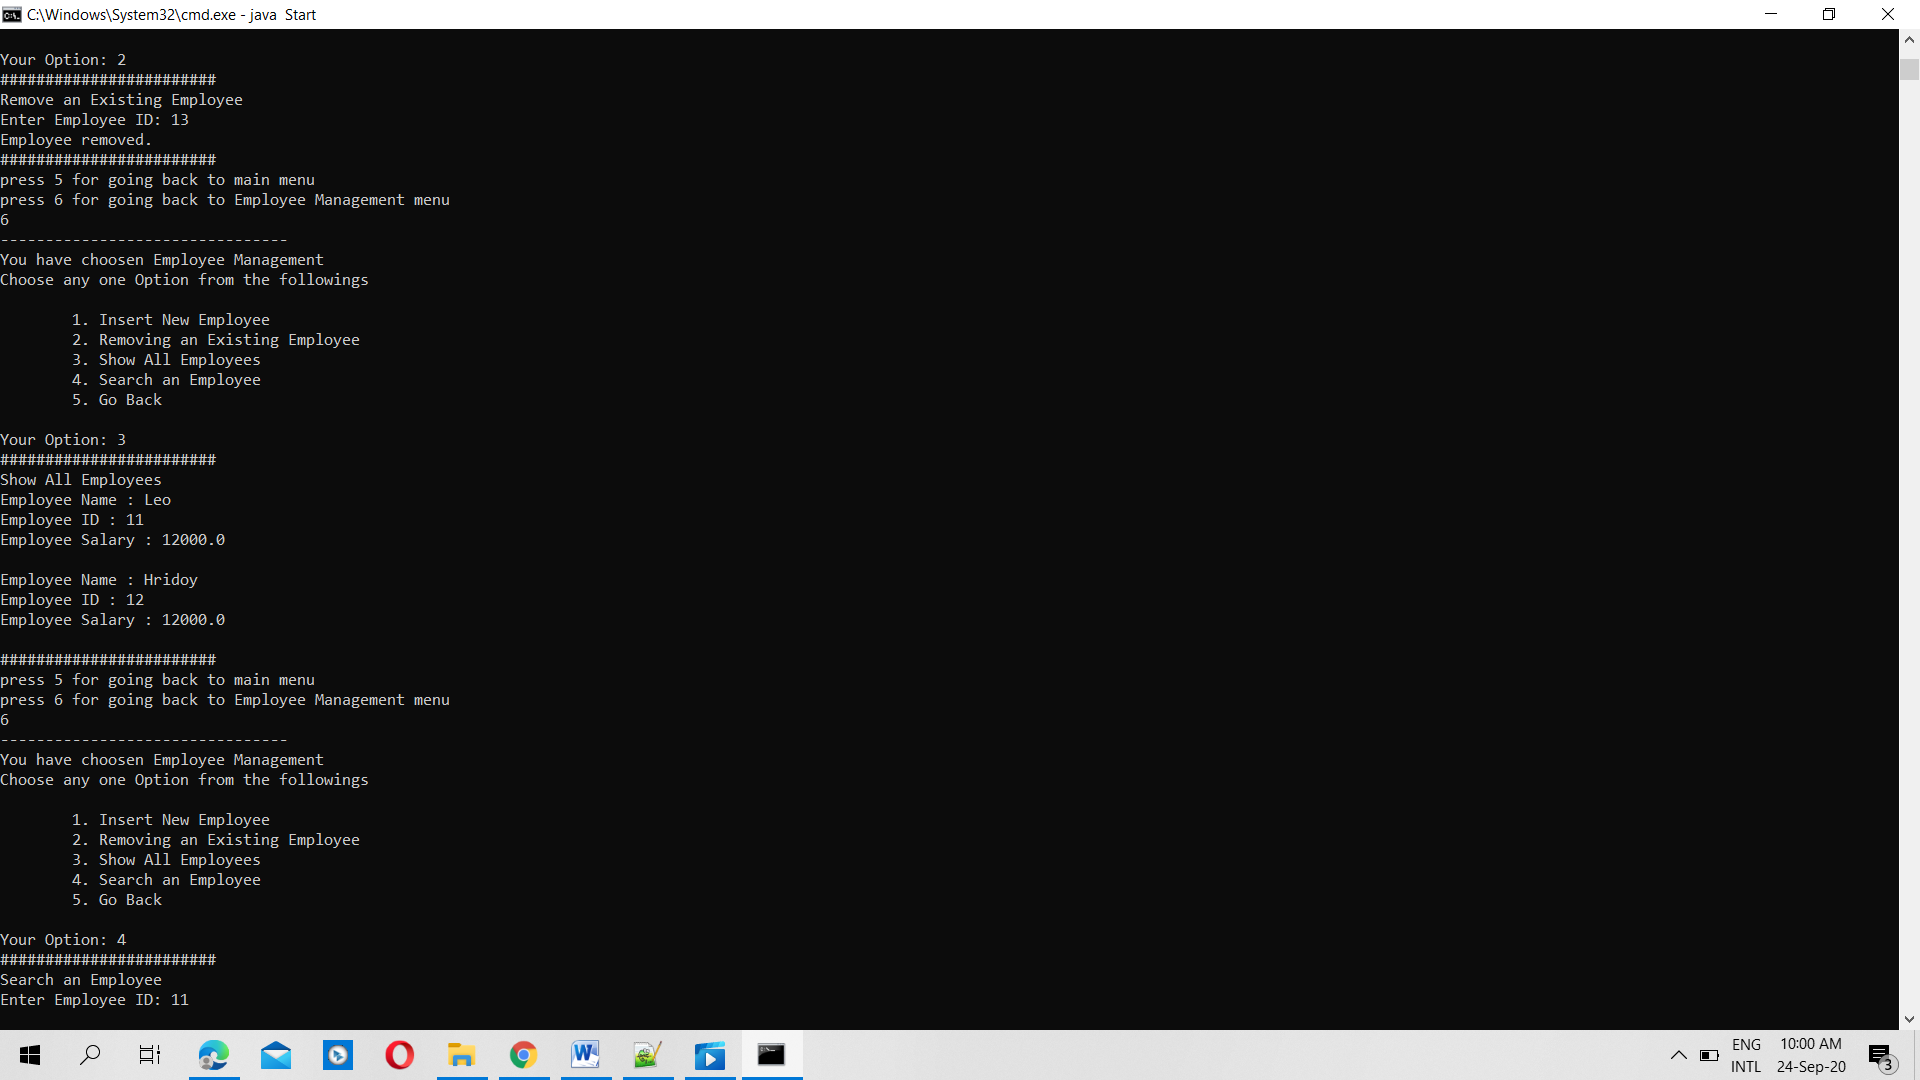 C:\Windows\System32\cmd.exe - java  Start
Your Option: 2
########################
Remove an Existing Employee
Enter Employee ID: 13
Employee removed.
########################
press 5 for going back to main menu
press 6 for going back to Employee Management menu
6
--------------------------------
You have choosen Employee Management
Choose any one Option from the followings
1. Insert New Employee
2. Removing an Existing Employee
3. Show All Employees
4. Search an Employee
5. Go Back
Your Option: 3
########################
Show All Employees
Employee Name : Leo
Employee ID : 11
Employee Salary : 12000.0
Employee Name : Hridoy
Employee ID : 12
Employee Salary : 12000.0
########################
press 5 for going back to main menu
press 6 for going back to Employee Management menu
6
--------------------------------
You have choosen Employee Management
Choose any one Option from the followings
1. Insert New Employee
2. Removing an Existing Employee
3. Show All Employees
4. Search an Employee
5. Go Back
Your Option: 4
########################
Search an Employee
Enter Employee ID: 11
ENG 10:00 AM
INTL 24-Sep-20
3